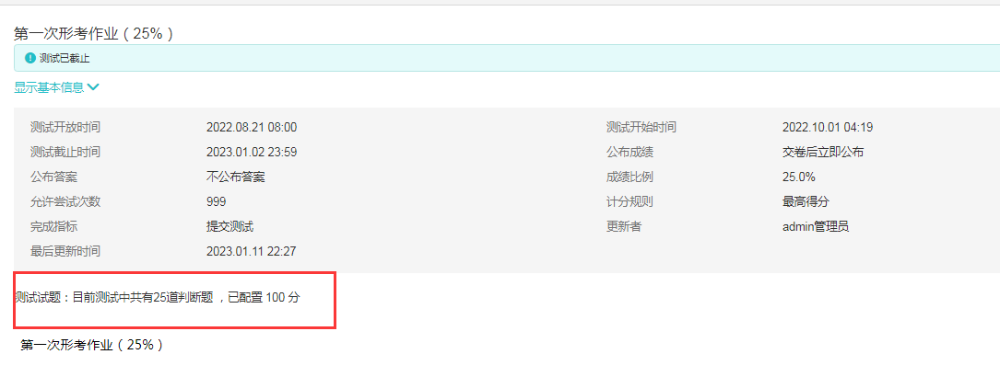 第一次形考作业（25%）
测试已截止
显示基本信息
测试开放时间 2022.08.21 08:00 测试开始时间 2022.10.01 04:19
测试截止时间 2023.01.02 23:59 公布成绩 交卷后立即公布
公布答案 不公布答案 成绩比例 25.0%
允许尝试次数 999 计分规则 最高得分
完成指标 提交测试 更新者 admin管理员
最后更新时间 2023.01.11 22:27
测试试题：目前测试中共有25道判断题 ，已配置 100 分
第一次形考作业（25%）